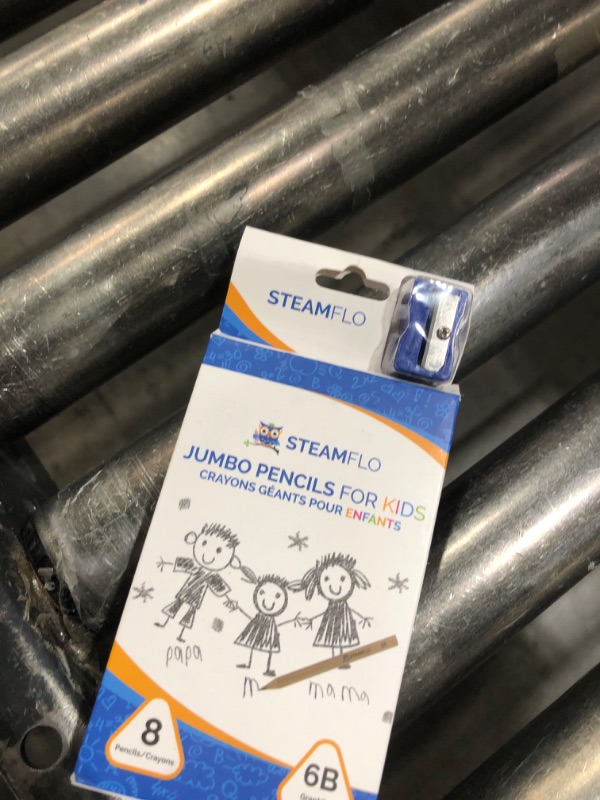 STEAMFLO
STEAMFLO
JUMBO PENCILS FOR KIDS
CRAYONS GÉANTS POUR ENFANTS
papa
m
mama
8
Pencils/Crayons
6B